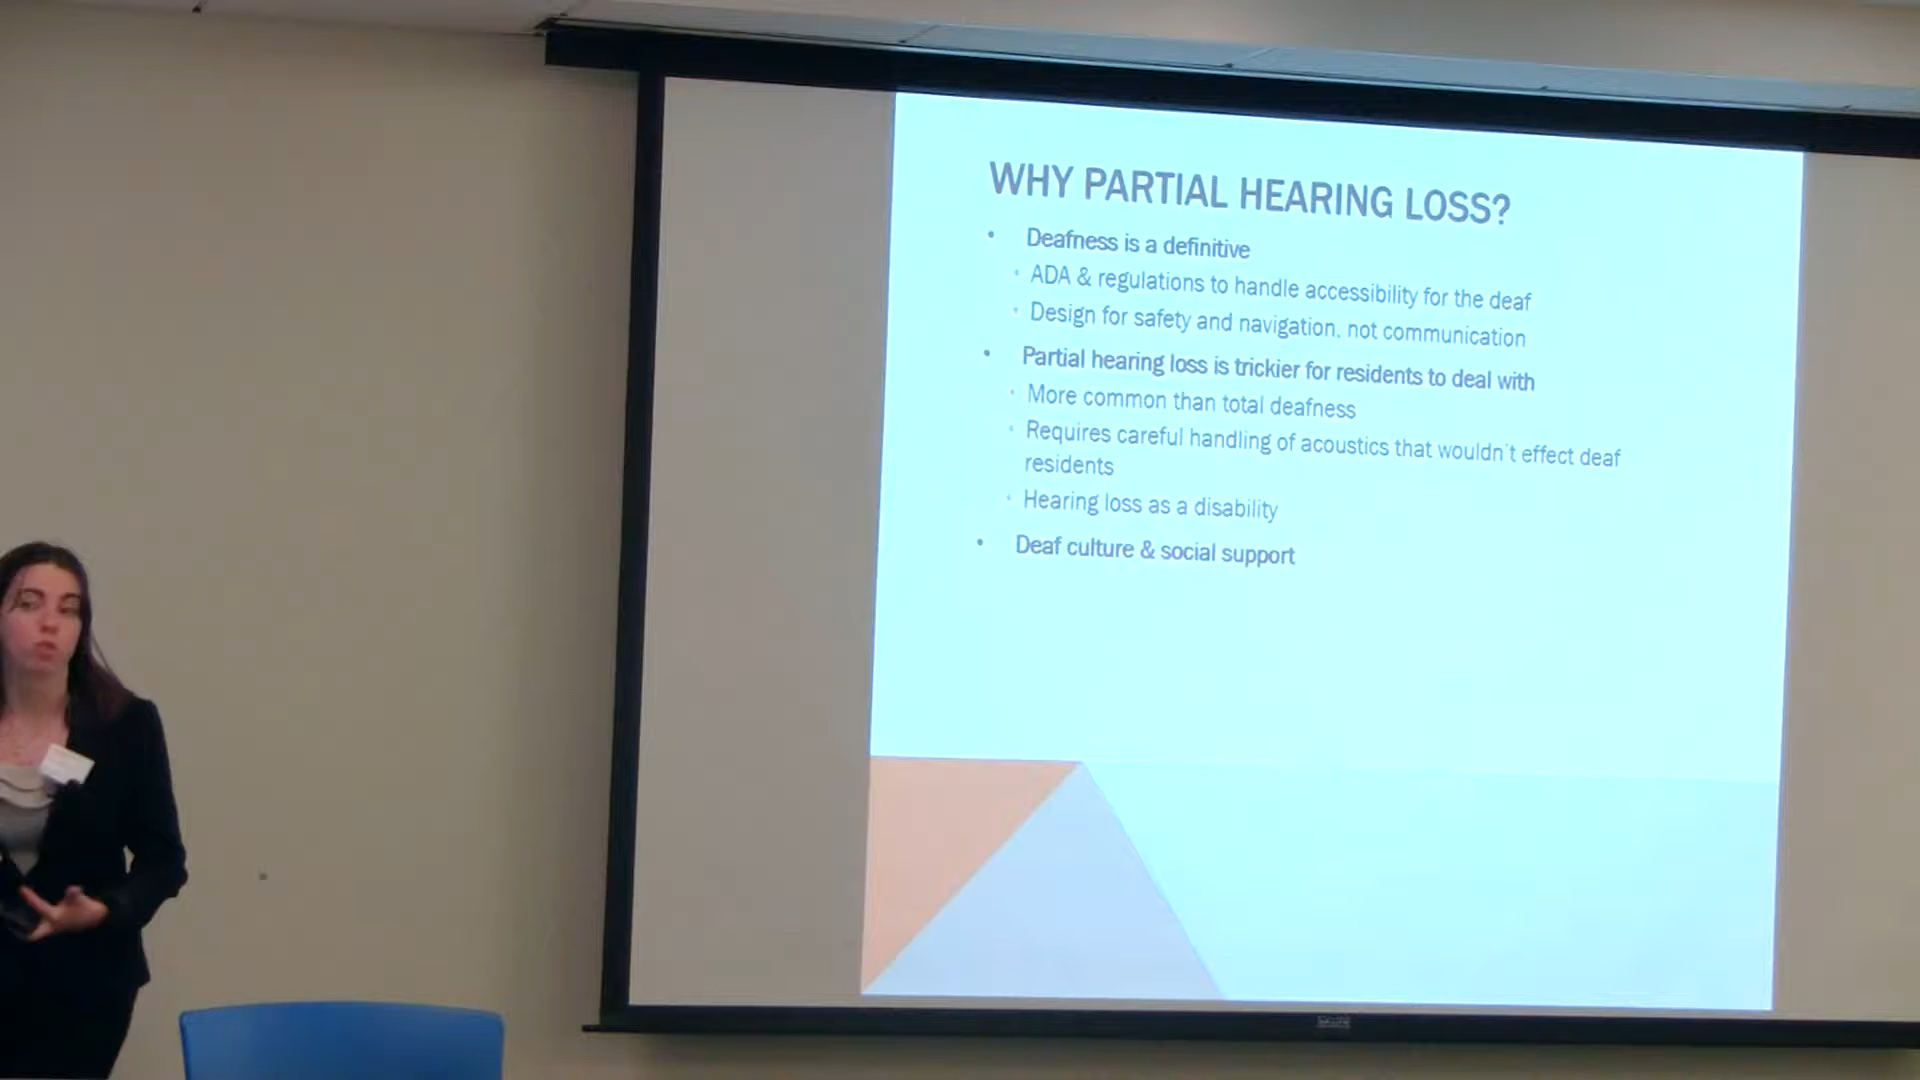 WHY PARTIAL HEARING LOSS?
• Deafness is a definitive
• ADA & regulations to handle accessibility for the deaf
• Design for safety and navigation, not communication
• Partial hearing loss is trickier for residents to deal with
• More common than total deafness
• Requires careful handling of acoustics that wouldn't effect deaf
residents
• Hearing loss as a disability
• Deaf culture & social support